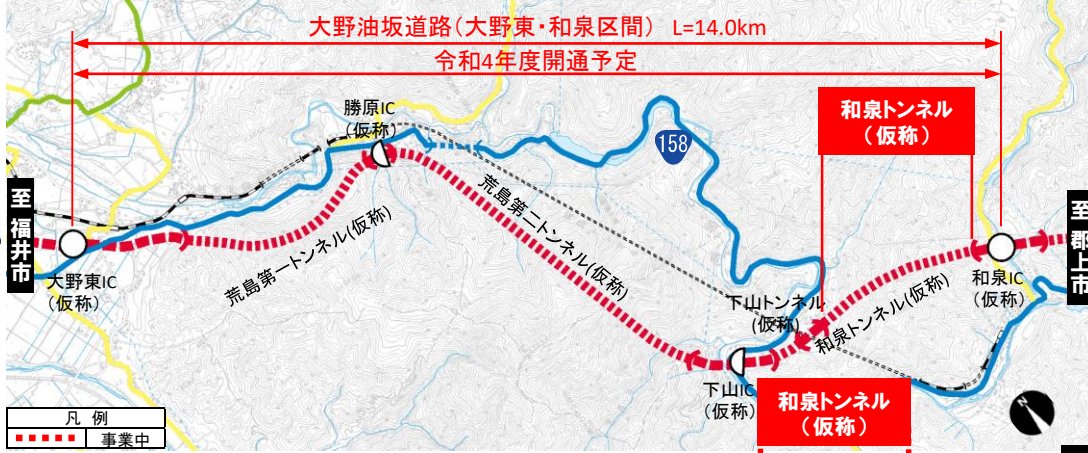 大野油坂道路（大野東・和泉区間） L=14.0km
令和4年度開通予定
和泉トンネル
（仮称）
勝原IC
（仮称）
158
至 福井市
至 郡上市
荒島第一トンネル(仮称)
荒島第二トンネル(仮称)
大野東IC
（仮称）
下山トンネル
(仮称)
和泉トンネル(仮称)
和泉IC
（仮称）
下山IC
（仮称）
和泉トンネル
（仮称）
凡 例
事業中
N